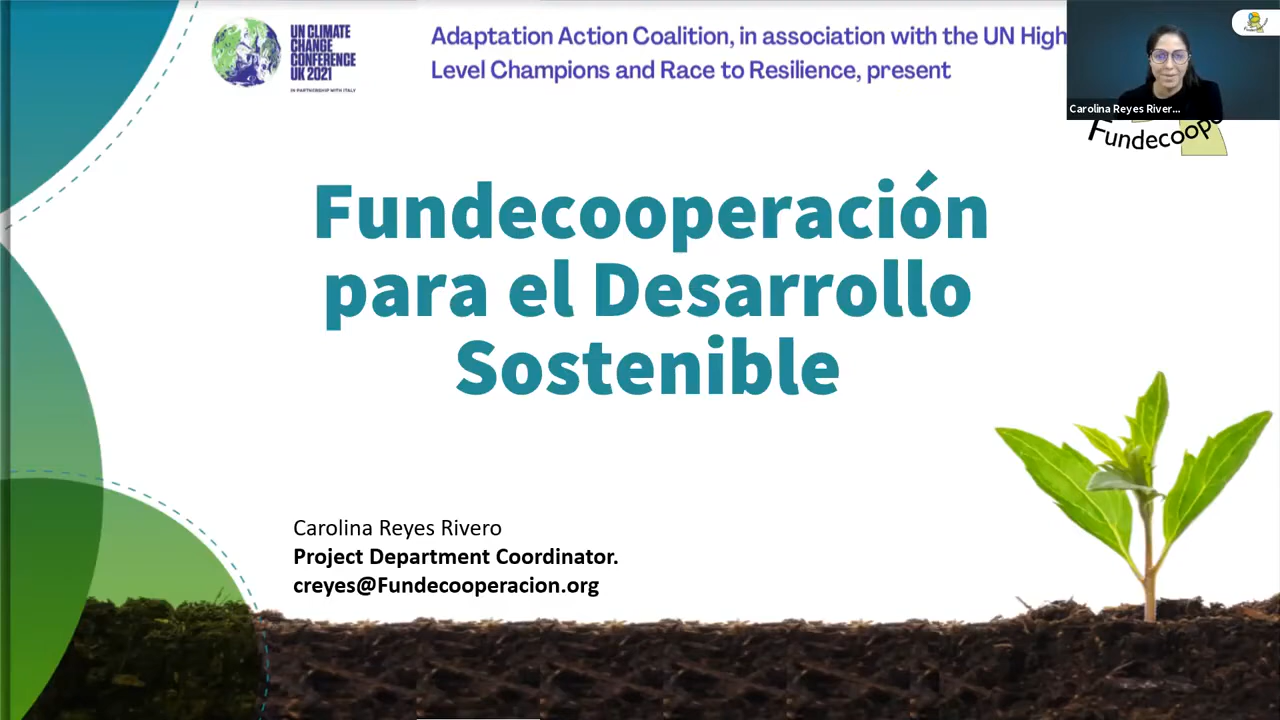 UN CLIMATE
CHANGE
CONFERENCE
UK 2021
IN PARTNERSHIP WITH ITALY
Adaptation Action Coalition, in association with the UN High
Level Champions and Race to Resilience, present
Carolina Reyes River...
Fundecoope
Fundecooperación
para el Desarrollo
Sostenible
Carolina Reyes Rivero
Project Department Coordinator.
creyes@Fundecooperacion.org